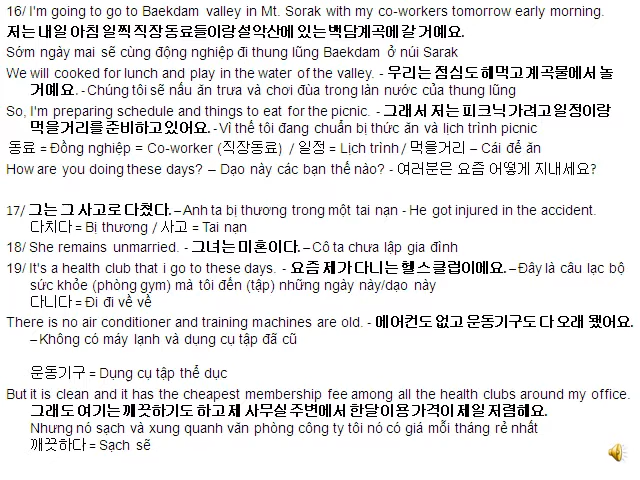 16/ I'm going to go to Baekdam valley in Mt. Sorak with my co-workers tomorrow early morning.
저는 내일 아침 일찍 직장 동료들이랑 설악산에 있는 백담계곡에 갈 거예요.
Sớm ngày mai sẽ cùng động nghiệp đi thung lũng Baekdam ở núi Sarak
We will cooked for lunch and play in the water of the valley. - 우리는 점심도 해먹고 계곡물에서 놀
거예요. - Chúng tôi sẽ nấu ăn trưa và chơi đùa trong làn nước của thung lũng
So, I'm preparing schedule and things to eat for the picnic. - 그래서 저는 피크닉 가려고 일정이랑
먹을거리를 준비하고 있어요. - Vì thế tôi đang chuẩn bị thức ăn và lịch trình picnic
동료 = Đồng nghiệp = Co-worker (직장동료) / 일정 = Lịch trình / 먹을거리 – Cái để ăn
How are you doing these days? – Dạo này các bạn thế nào? - 여러분은 요즘 어떻게 지내세요?
17/ 그는 그 사고로 다쳤다. – Anh ta bị thương trong một tai nạn - He got injured in the accident.
다치다 = Bị thương / 사고 = Tai nạn
18/ She remains unmarried. - 그녀는 미혼이다. – Cô ta chưa lập gia đình
19/ It's a health club that i go to these days. - 요즘 제가 다니는 헬스 클럽이에요. – Đây là câu lạc bộ
sức khỏe (phòng gym) mà tôi đến (tập) những ngày này/dạo này
다니다 = Đi đi về về
There is no air conditioner and training machines are old. - 에어컨도 없고 운동기구도 다 오래 됐어요.
– Không có máy lạnh và dụng cụ tập đã cũ
운동기구 = Dụng cụ tập thể dục
But it is clean and it has the cheapest membership fee among all the health clubs around my office.
그래도 여기는 깨끗하기도 하고 제 사무실 주변에서 한달 이용 가격이 제일 저렴해요.
Nhưng nó sạch và xung quanh văn phòng công ty tôi nó có giá mỗi tháng rẻ nhất
깨끗하다 = Sạch sẽ